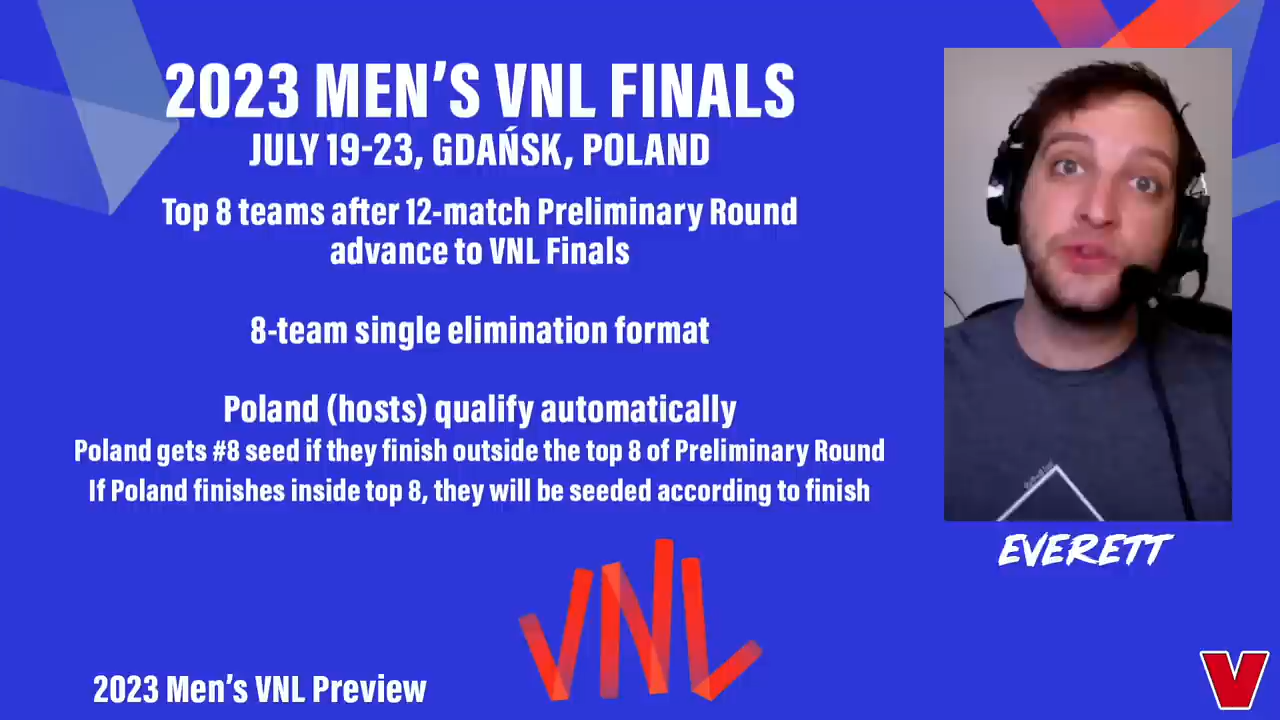 2023 MEN'S VNL FINALS
JULY 19-23, GDAŃSK, POLAND
Top 8 teams after 12-match Preliminary Round
advance to VNL Finals
8-team single elimination format
Poland (hosts) qualify automatically
Poland gets #8 seed if they finish outside the top 8 of Preliminary Round
If Poland finishes inside top 8, they will be seeded according to finish
EVERETT
VNL
2023 Men's VNL Preview
V